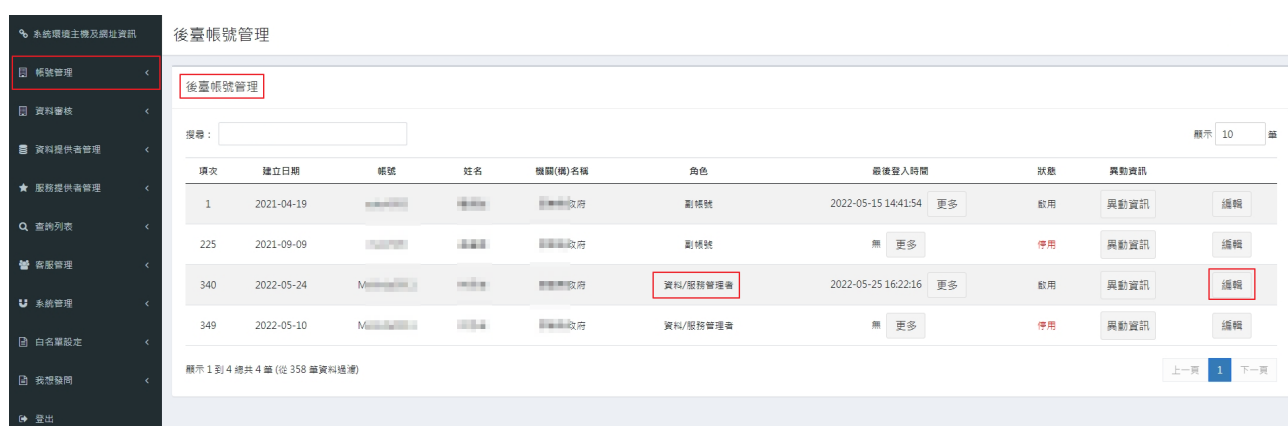 系統環境主機及網址資訊
帳號管理
資料審核
資料提供者管理
服務提供者管理
查詢列表
客服管理
系統管理
白名單設定
我想發問
登出
後臺帳號管理
後臺帳號管理
搜尋：
顯示 10 筆
項次 建立日期 帳號 姓名 機關(構)名稱 角色 最後登入時間 狀態 異動資訊
1 2021-04-19 政府 副帳號 2022-05-15 14:41:54 更多 啟用 異動資訊 編輯
225 2021-09-09 政府 副帳號 無 更多 停用 異動資訊 編輯
340 2022-05-24 M 政府 資料/服務管理者 2022-05-25 16:22:16 更多 啟用 異動資訊 編輯
349 2022-05-10 M 政府 資料/服務管理者 無 更多 停用 異動資訊 編輯
顯示 1 到 4 總共 4 筆 (從 358 筆資料過濾)
上一頁 1 下一頁